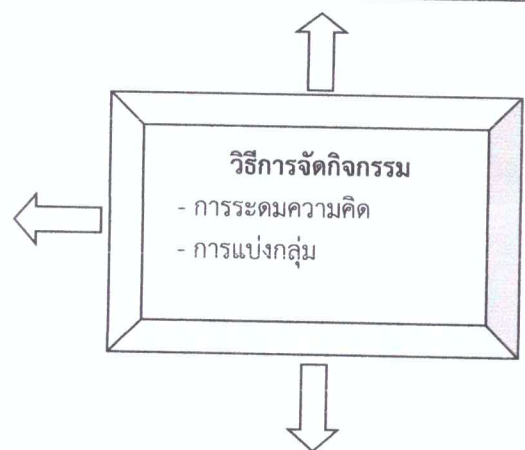 วิธีการจัดกิจกรรม
- การระดมความคิด
- การแบ่งกลุ่ม